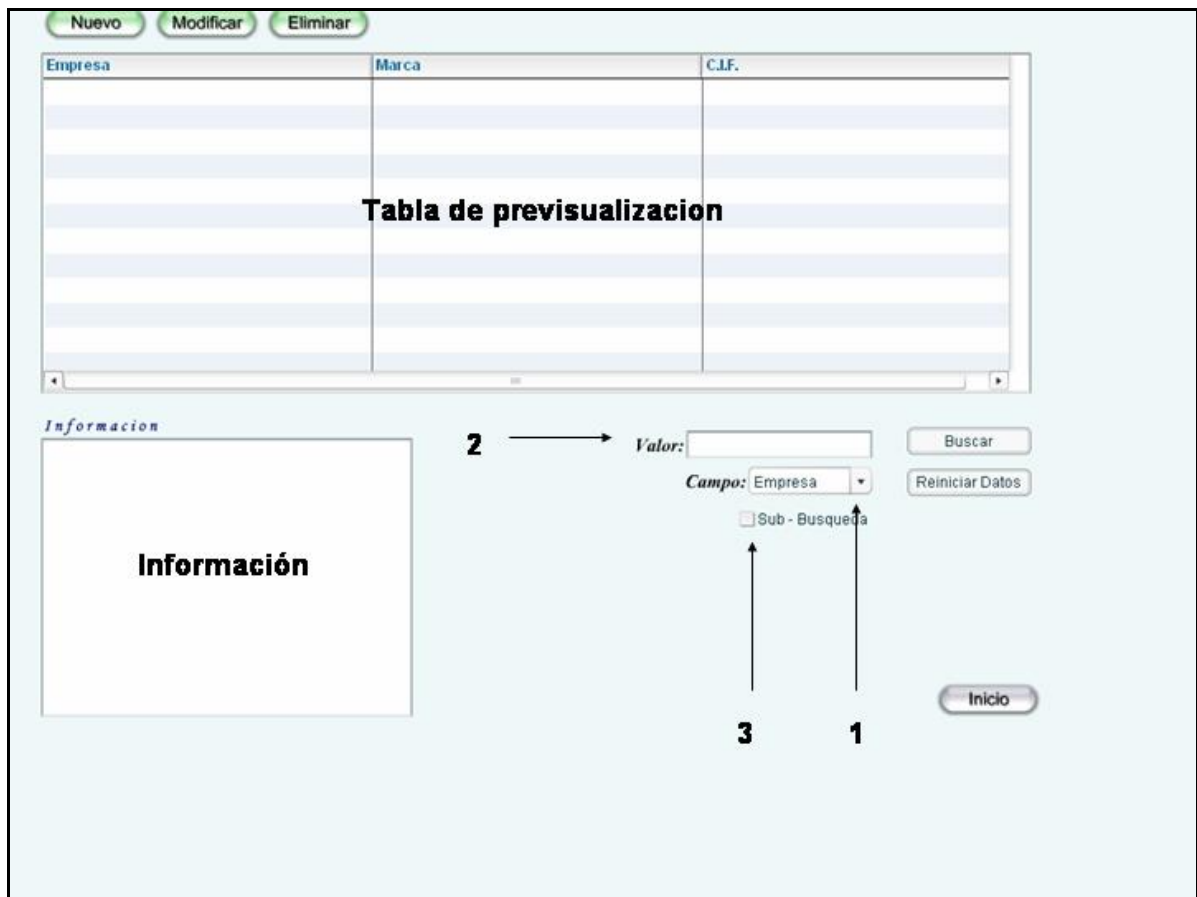 Nuevo Modificar Eliminar
Empresa Marca C.I.F.
Tabla de previsualizacion
Informacion
2 Valor: Buscar
Campo: Empresa Reiniciar Datos
Sub - Busqueda
Información
Inicio
3 1